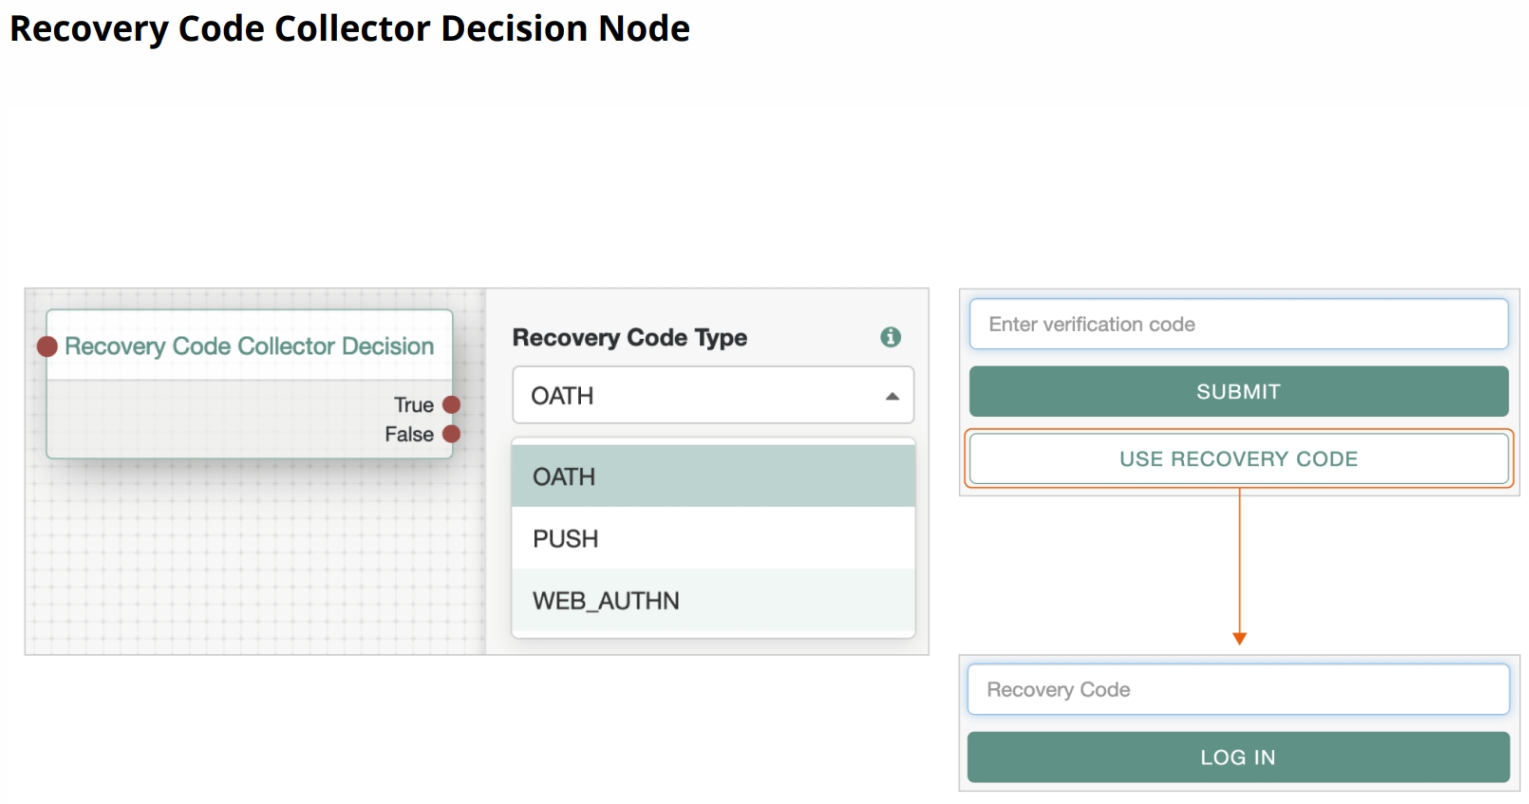 Recovery Code Collector Decision Node
Recovery Code Collector Decision
True
False
Recovery Code Type
OATH
OATH
PUSH
WEB_AUTHN
Enter verification code
SUBMIT
USE RECOVERY CODE
Recovery Code
LOG IN